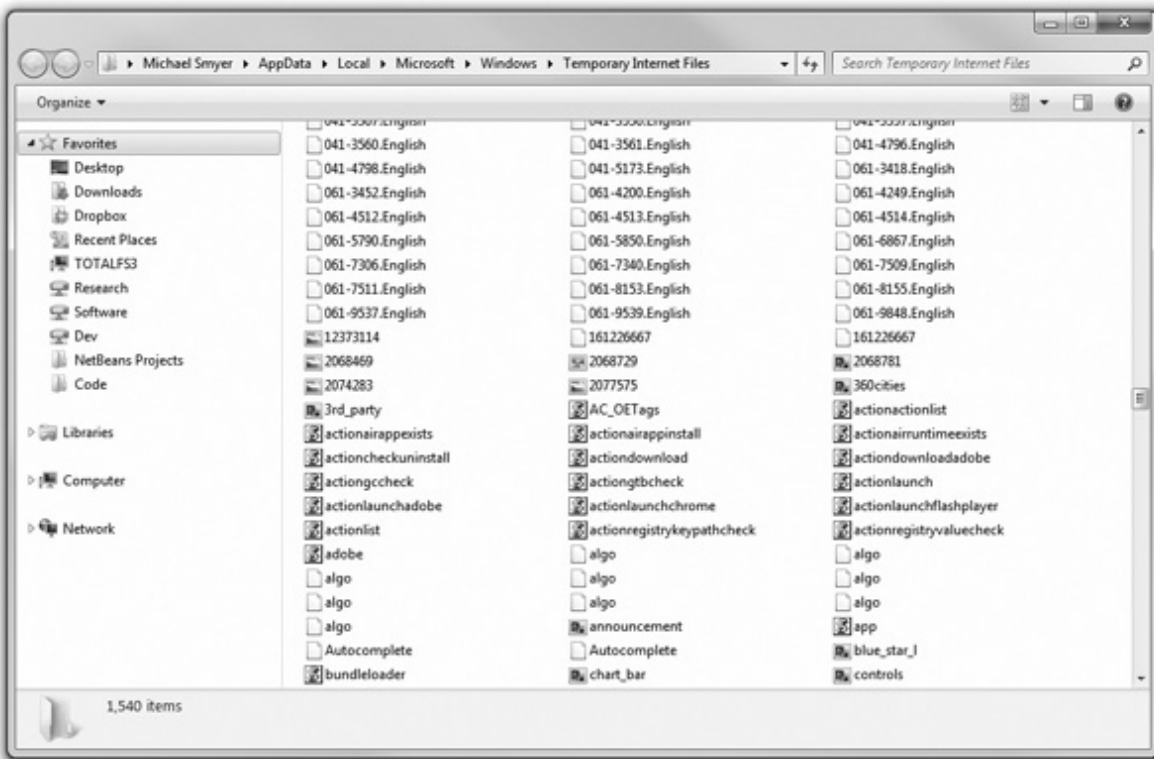 Michael Smyer ▸ AppData ▸ Local ▸ Microsoft ▸ Windows ▸ Temporary Internet Files
Search Temporary Internet Files
Organize
Favorites
Desktop
Downloads
Dropbox
Recent Places
TOTALFS3
Research
Software
Dev
NetBeans Projects
Code
Libraries
Computer
Network
041-3560.English 041-3561.English 041-4796.English
041-4798.English 041-5173.English 061-3418.English
061-3452.English 061-4200.English 061-4249.English
061-4512.English 061-4513.English 061-4514.English
061-5790.English 061-5850.English 061-6867.English
061-7306.English 061-7340.English 061-7509.English
061-7511.English 061-8153.English 061-8155.English
061-9537.English 061-9539.English 061-9848.English
12373114 161226667 161226667
2068469 2068729 2068781
2074283 2077575 360cities
3rd_party AC_OETags actionactionlist
actionairappexists actionairappinstall actionairruntimeexists
actioncheckuninstall actiondownload actiondownloadadobe
actiongccheck actiongtbcheck actionlaunch
actionlaunchadobe actionlaunchchrome actionlaunchflashplayer
actionlist actionregistrykeypathcheck actionregistryvaluecheck
adobe algo algo
algo algo algo
algo algo algo
algo announcement app
Autocomplete Autocomplete blue_star_l
bundleloader chart_bar controls
1,540 items